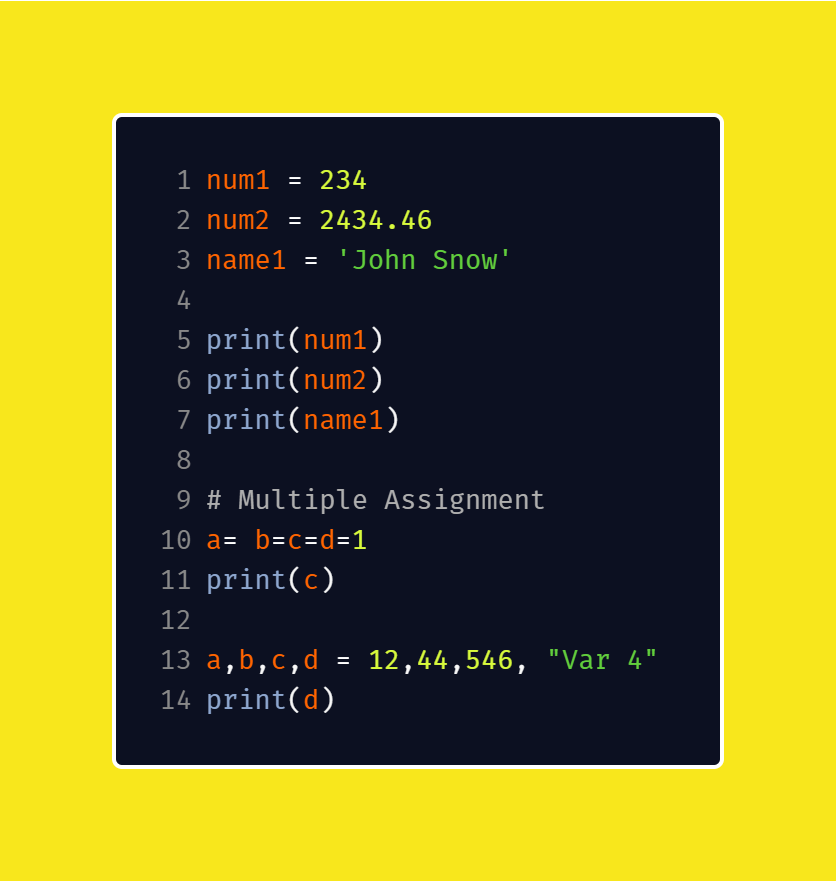 1 num1 = 234
2 num2 = 2434.46
3 name1 = 'John Snow'
4
5 print(num1)
6 print(num2)
7 print(name1)
8
9 # Multiple Assignment
10 a= b=c=d=1
11 print(c)
12
13 a,b,c,d = 12,44,546, "Var 4"
14 print(d)